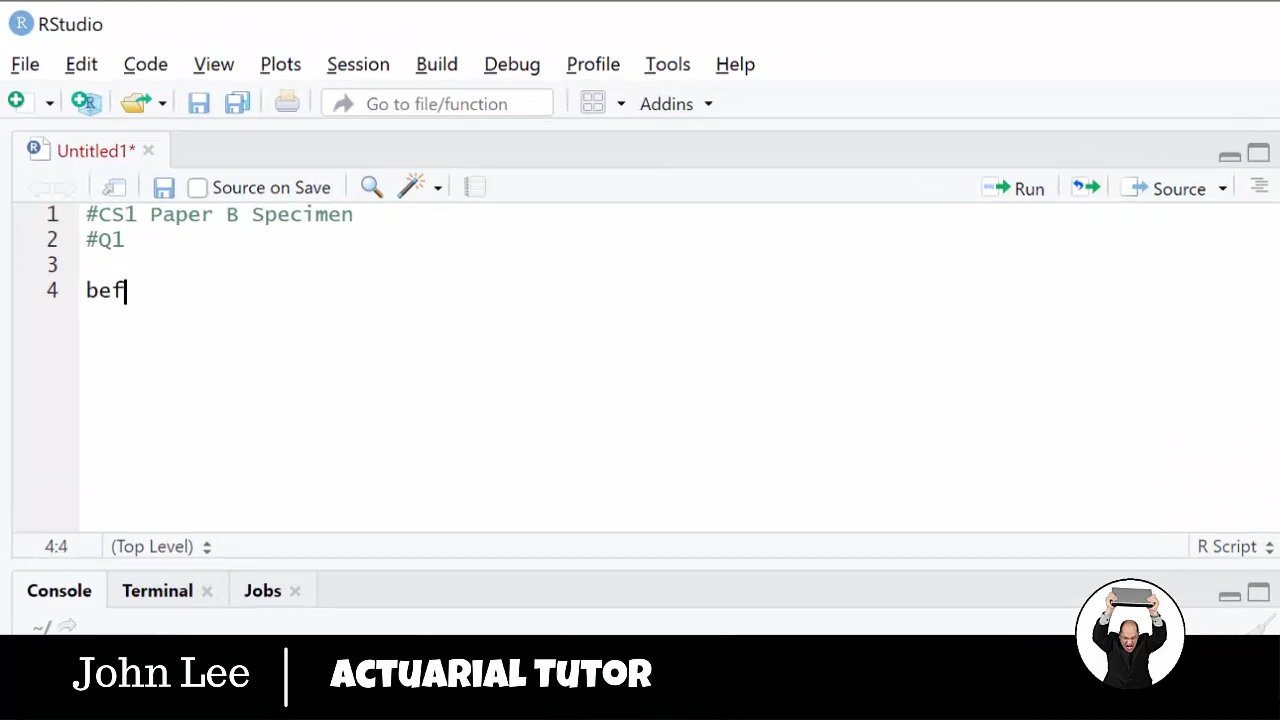 R RStudio
File Edit Code View Plots Session Build Debug Profile Tools Help
R Go to file/function Addins
R Untitled1*
Source on Save Run Source
1 #CS1 Paper B Specimen
2 #Q1
3
4 bef
4:4 (Top Level) R Script
Console Terminal Jobs
~/
John Lee ACTUARIAL TUTOR